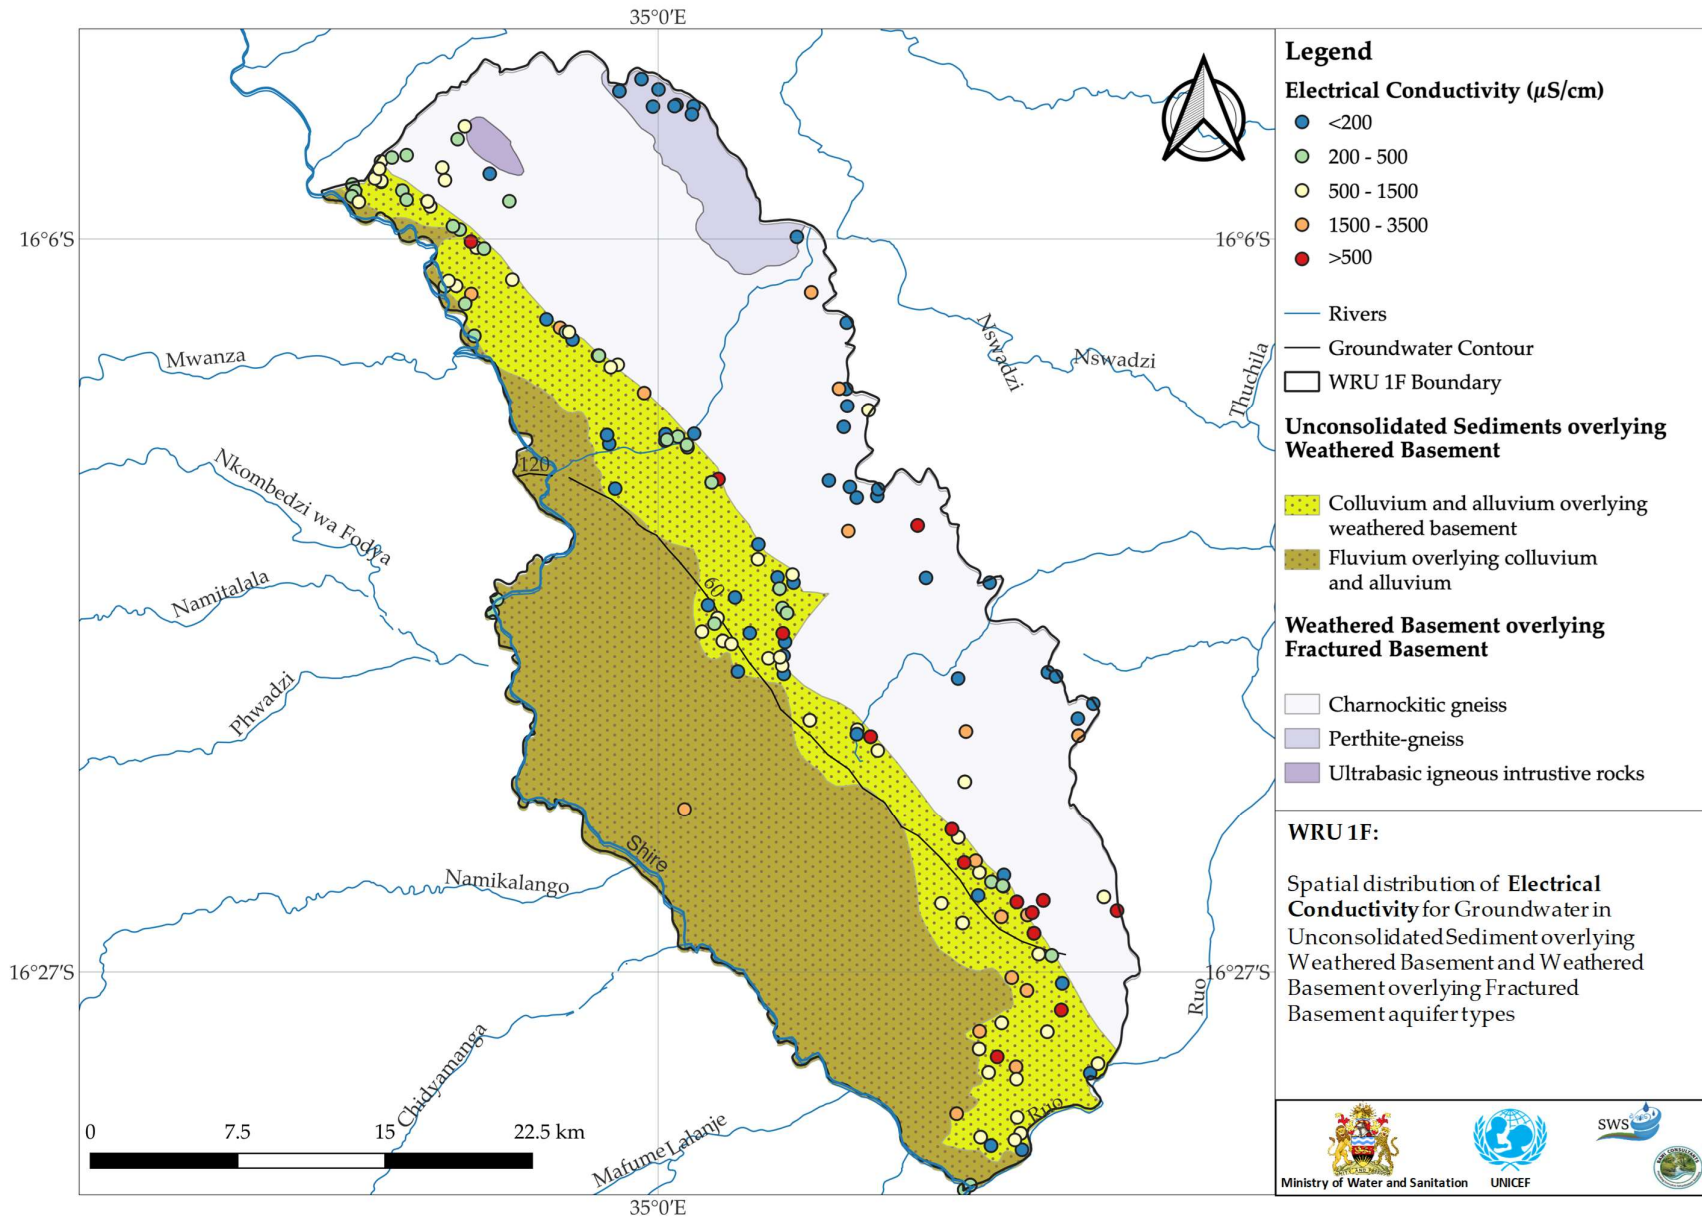 35°0'E
16°6'S
16°6'S
Mwanza
Nswadzi
Nswadzi
Thuchila
Nkombedzi wa Fodya
120
Namitalala
60
Phwadzi
Shire
Namikalango
16°27'S
16°27'S
Ruo
Chidyamanga
Ruo
Mafume Lalanje
0 7.5 15 22.5 km
35°0'E
Legend
Electrical Conductivity (µS/cm)
<200
200 - 500
500 - 1500
1500 - 3500
>500
Rivers
Groundwater Contour
WRU 1F Boundary
Unconsolidated Sediments overlying
Weathered Basement
Colluvium and alluvium overlying
weathered basement
Fluvium overlying colluvium
and alluvium
Weathered Basement overlying
Fractured Basement
Charnockitic gneiss
Perthite-gneiss
Ultrabasic igneous intrustive rocks
WRU 1F:
Spatial distribution of Electrical
Conductivity for Groundwater in
Unconsolidated Sediment overlying
Weathered Basement and Weathered
Basement overlying Fractured
Basement aquifer types
Ministry of Water and Sanitation
UNICEF
SWS